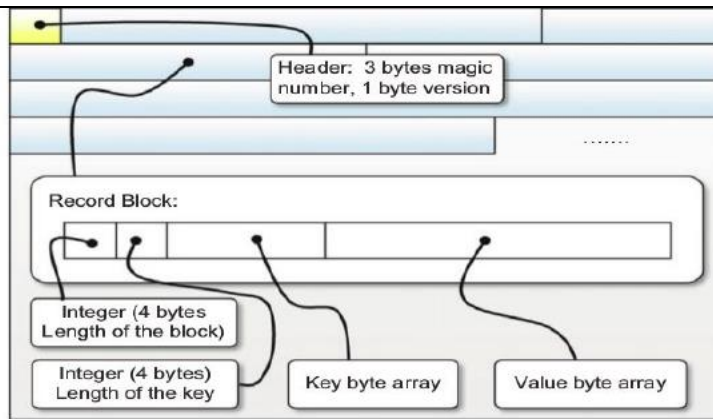 Header: 3 bytes magic
number, 1 byte version
.......
Record Block:
Integer (4 bytes
Length of the block)
Integer (4 bytes)
Length of the key
Key byte array
Value byte array